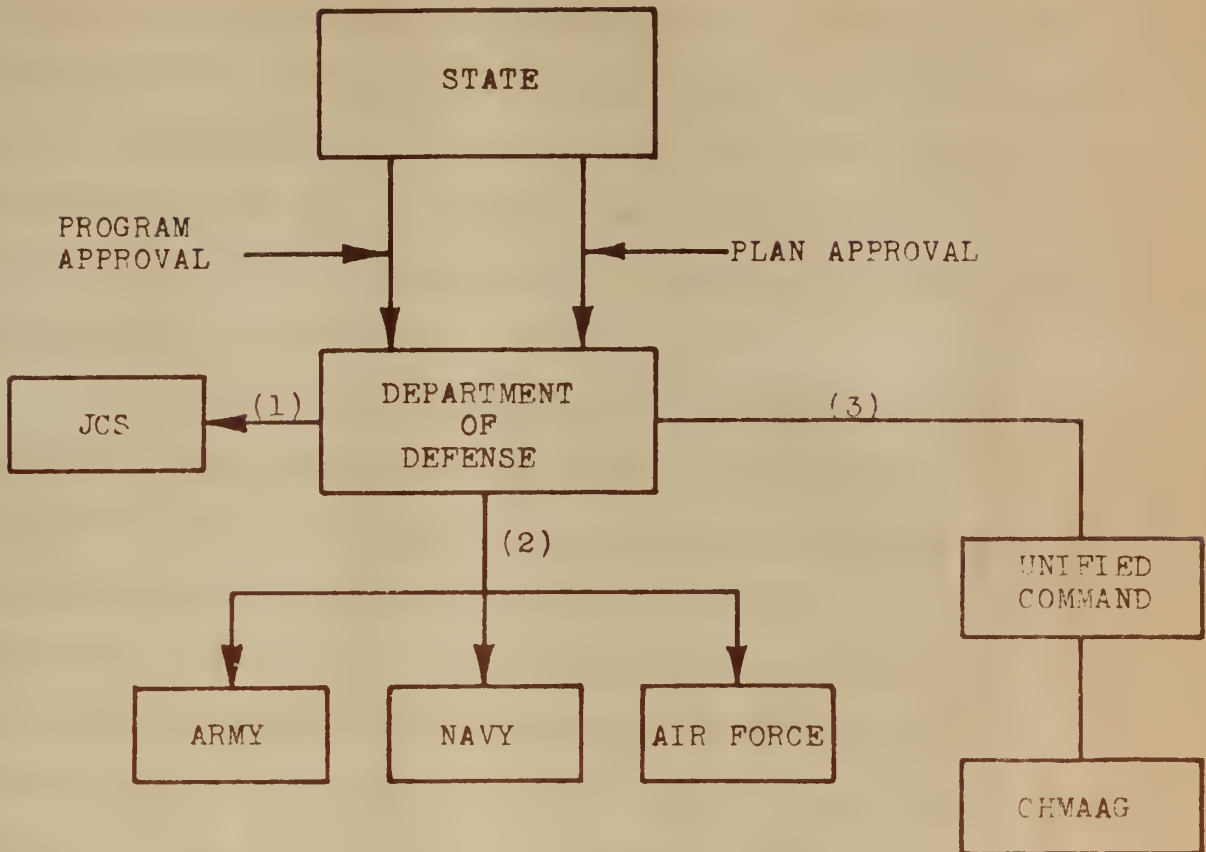 STATE
PROGRAM
APPROVAL
PLAN APPROVAL
JCS
(1)
DEPARTMENT
OF
DEFENSE
(3)
(2)
UNIFIED
COMMAND
ARMY
NAVY
AIR FORCE
CHMAAG